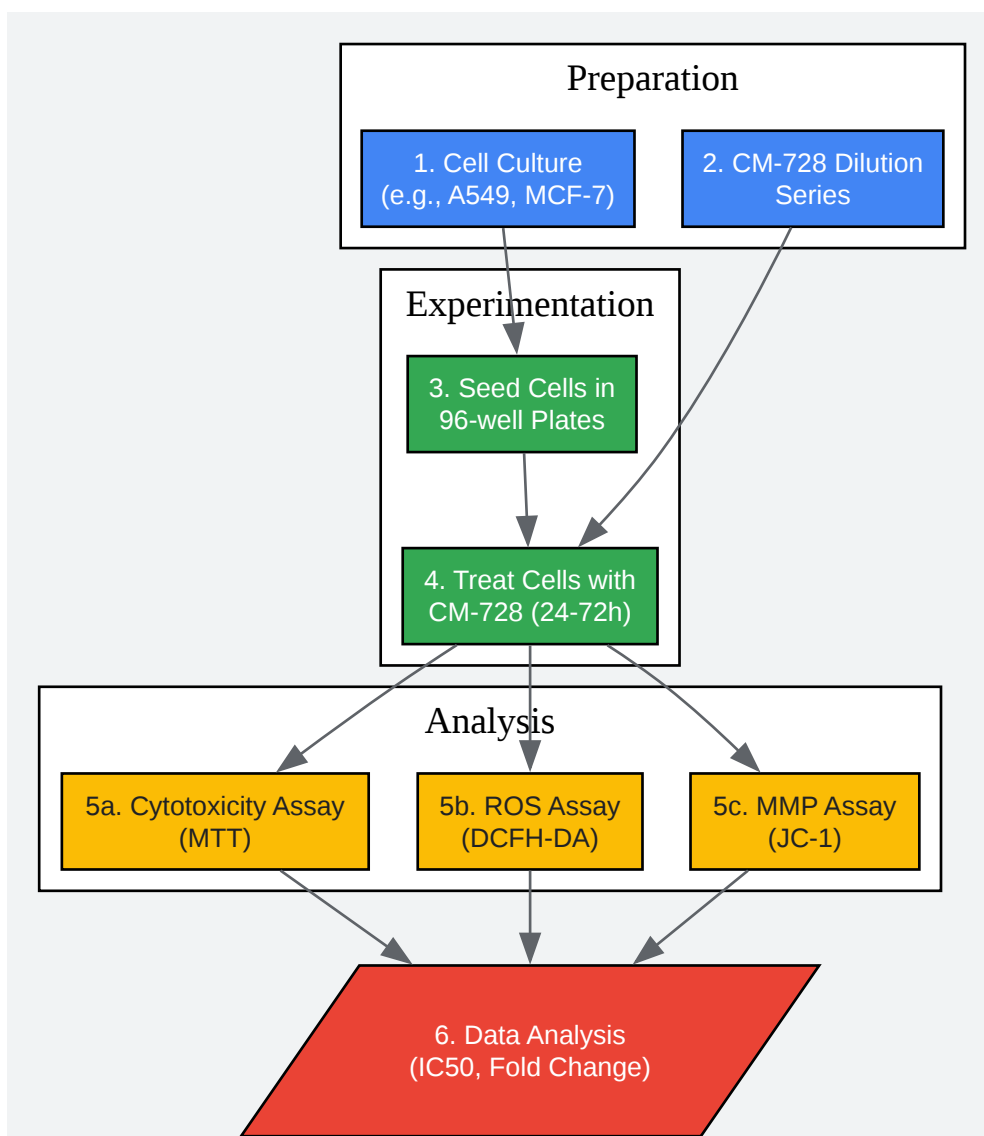 Preparation
1. Cell Culture
(e.g., A549, MCF-7)
2. CM-728 Dilution
Series
Experimentation
3. Seed Cells in
96-well Plates
4. Treat Cells with
CM-728 (24-72h)
Analysis
5a. Cytotoxicity Assay
(MTT)
5b. ROS Assay
(DCFH-DA)
5c. MMP Assay
(JC-1)
6. Data Analysis
(IC50, Fold Change)